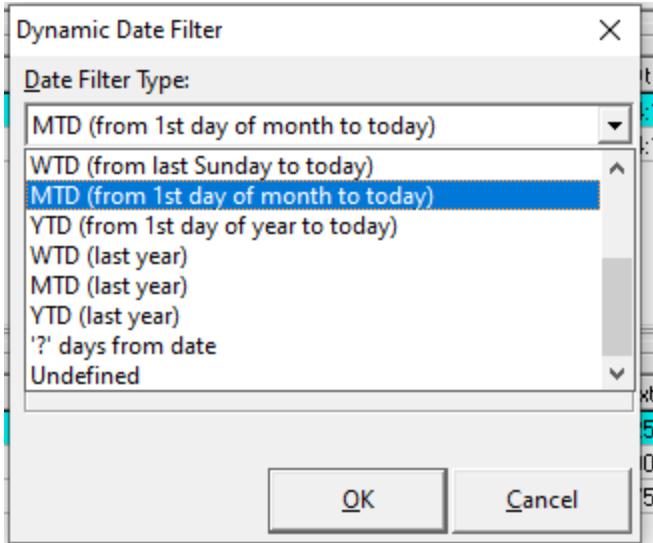 Dynamic Date Filter
Date Filter Type:
MTD (from 1st day of month to today)
WTD (from last Sunday to today)
MTD (from 1st day of month to today)
YTD (from 1st day of year to today)
WTD (last year)
MTD (last year)
YTD (last year)
'?' days from date
Undefined
OK Cancel